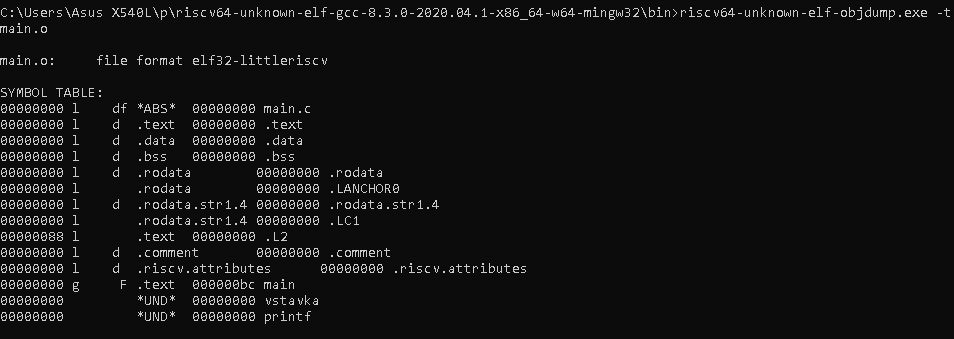 C:\Users\Asus X540L\p\riscv64-unknown-elf-gcc-8.3.0-2020.04.1-x86_64-w64-mingw32\bin>riscv64-unknown-elf-objdump.exe -t
main.o

main.o:     file format elf32-littleriscv

SYMBOL TABLE:
00000000 l    df *ABS*  00000000 main.c
00000000 l    d  .text  00000000 .text
00000000 l    d  .data  00000000 .data
00000000 l    d  .bss   00000000 .bss
00000000 l    d  .rodata        00000000 .rodata
00000000 l       .rodata        00000000 .LANCHOR0
00000000 l    d  .rodata.str1.4 00000000 .rodata.str1.4
00000000 l       .rodata.str1.4 00000000 .LC1
00000088 l       .text  00000000 .L2
00000000 l    d  .comment       00000000 .comment
00000000 l    d  .riscv.attributes      00000000 .riscv.attributes
00000000 g     F .text  000000bc main
00000000         *UND*  00000000 vstavka
00000000         *UND*  00000000 printf